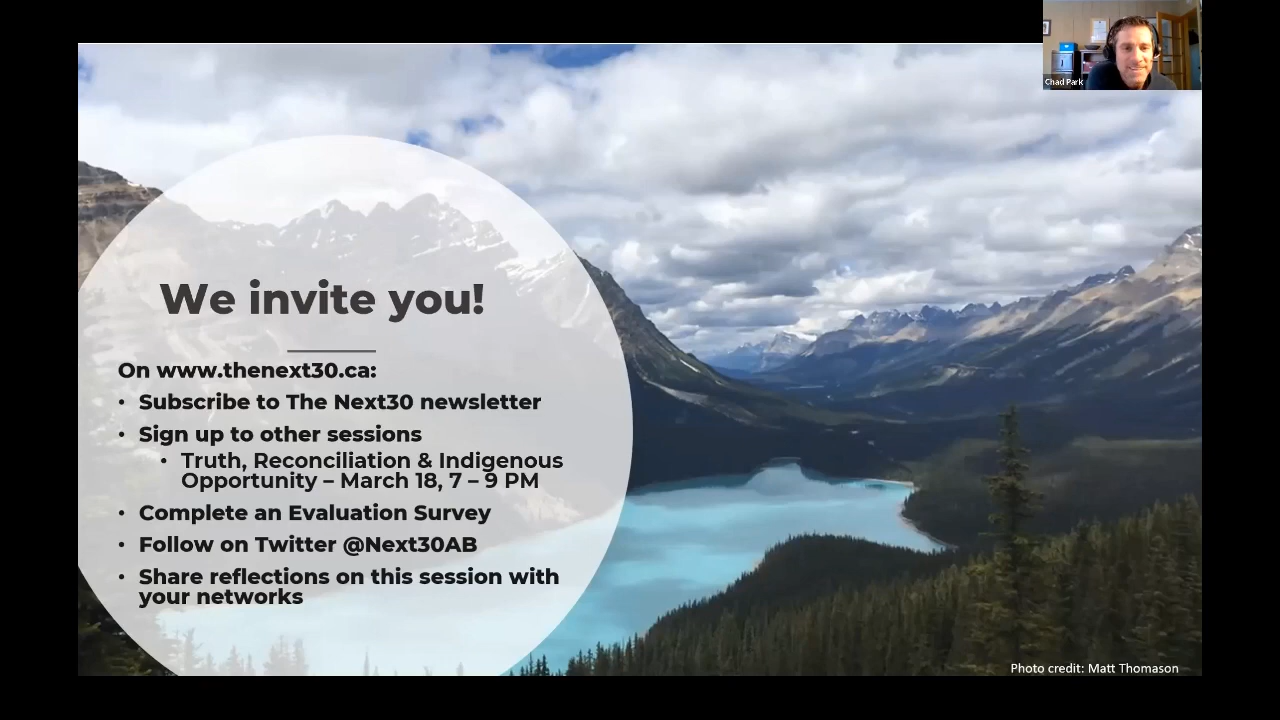 Chad Park
We invite you!
On www.thenext30.ca:
• Subscribe to The Next30 newsletter
• Sign up to other sessions
• Truth, Reconciliation & Indigenous
Opportunity – March 18, 7 – 9 PM
• Complete an Evaluation Survey
• Follow on Twitter @Next30AB
• Share reflections on this session with
your networks
Photo credit: Matt Thomason